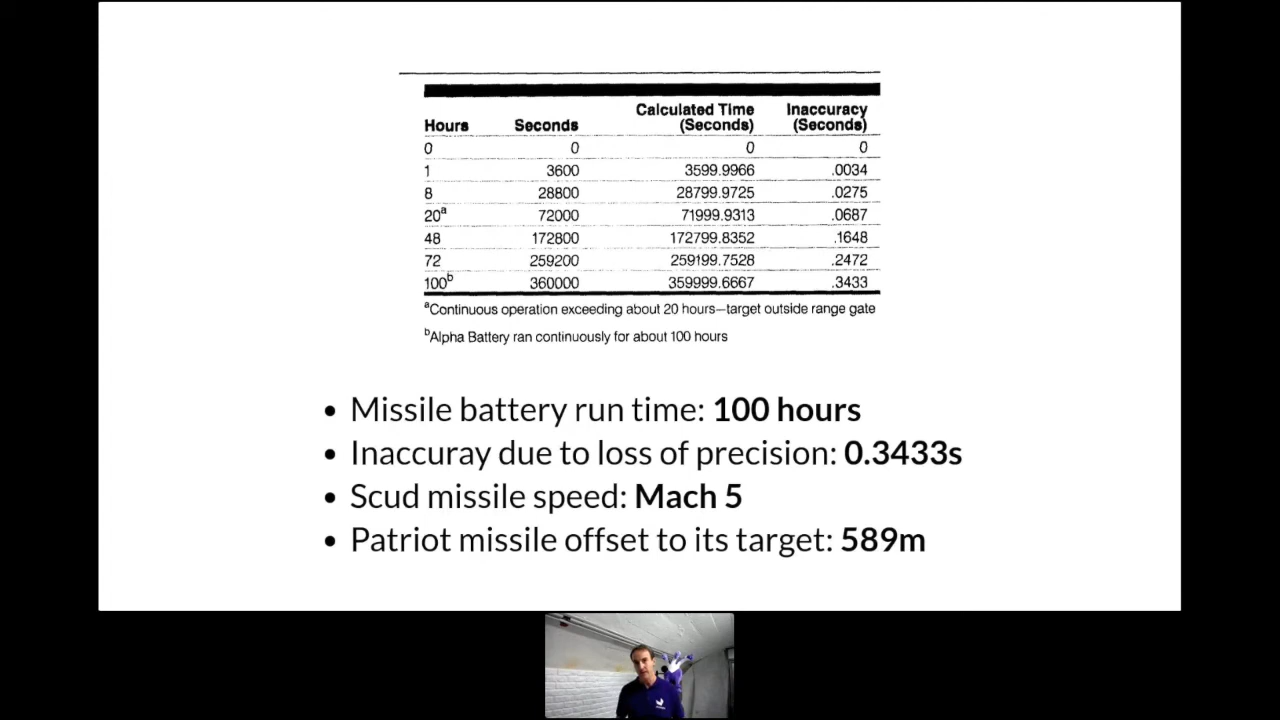 Calculated Time Inaccuracy
Hours Seconds (Seconds) (Seconds)
0 0 0 0
1 3600 3599.9966 .0034
8 28800 28799.9725 .0275
20a 72000 71999.9313 .0687
48 172800 172799.8352 .1648
72 259200 259199.7528 .2472
100b 360000 359999.6667 .3433
aContinuous operation exceeding about 20 hours—target outside range gate
bAlpha Battery ran continuously for about 100 hours
• Missile battery run time: 100 hours
• Inaccuray due to loss of precision: 0.3433s
• Scud missile speed: Mach 5
• Patriot missile offset to its target: 589m